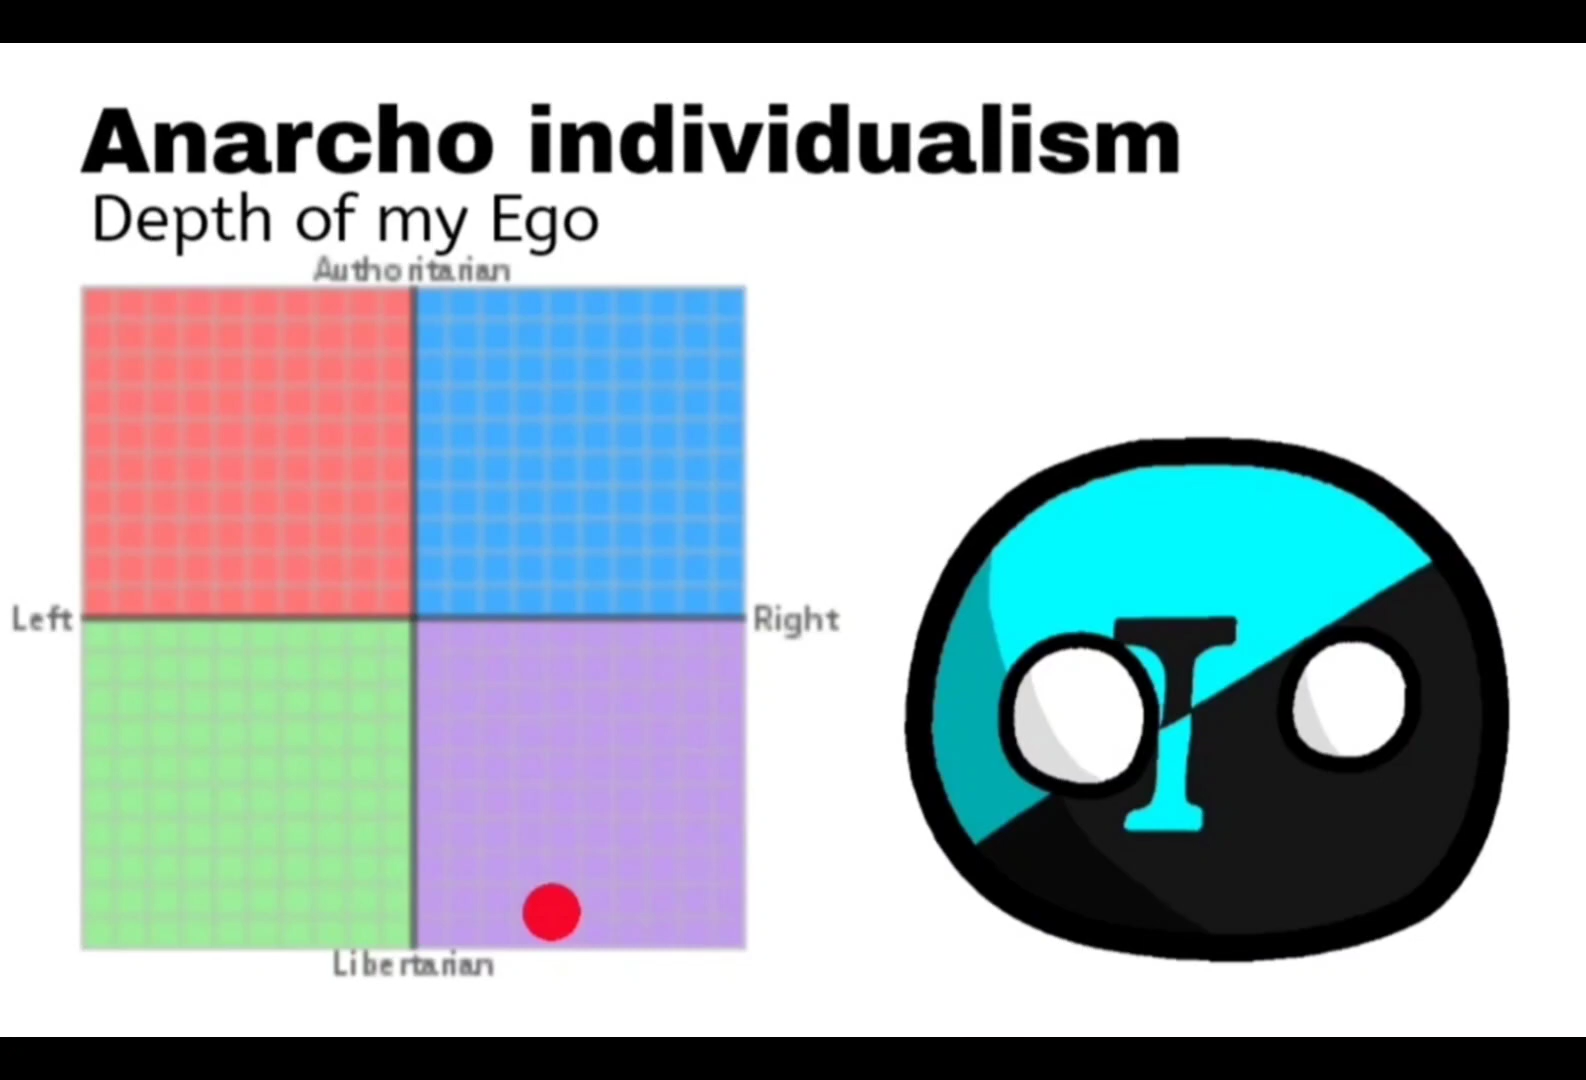 Anarcho individualism
Depth of my Ego
Authoritarian
Left
Right
I
Libertarian